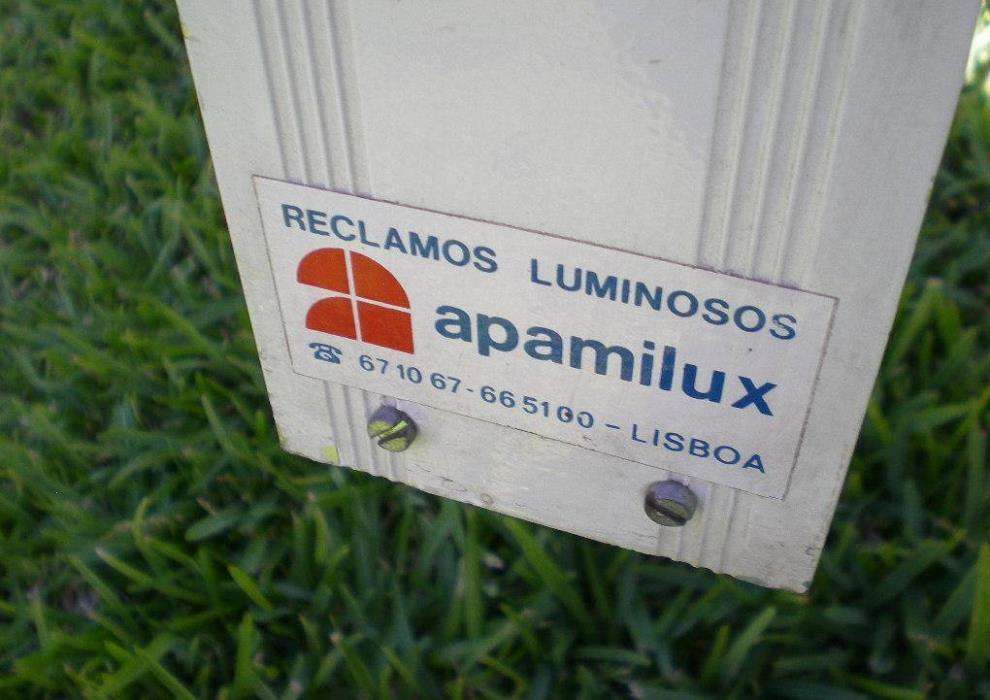 RECLAMOS LUMINOSOS
apamilux
☎ 67 10 67 - 66 51 00 - LISBOA